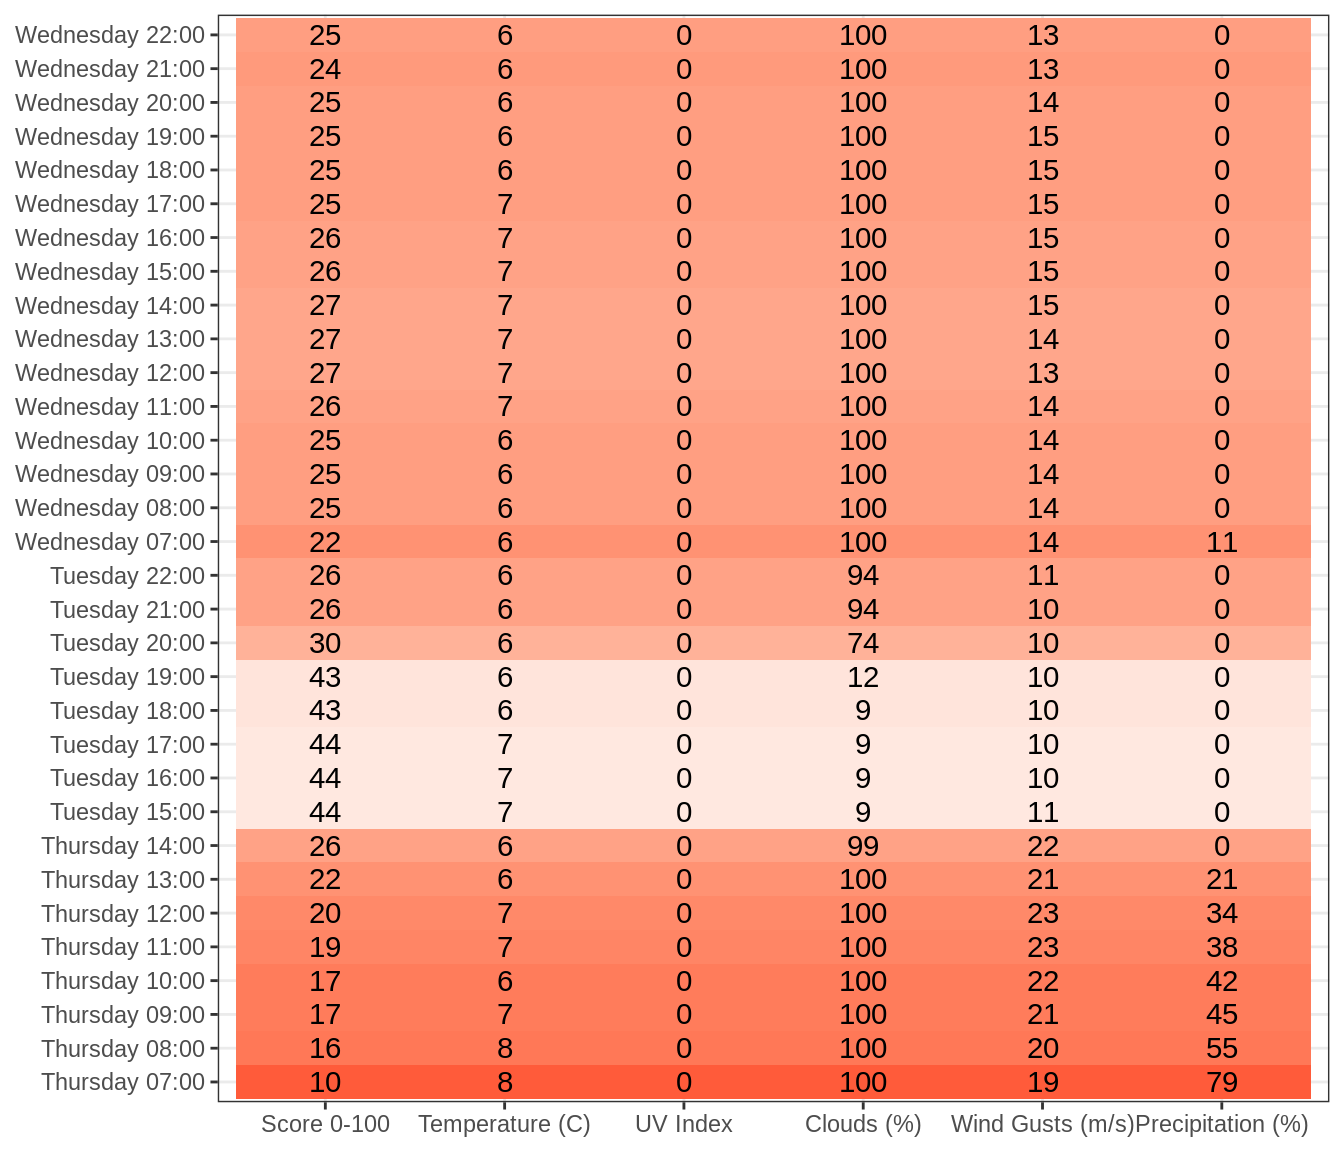 Wednesday 22:00 25 6 0 100 13 0
Wednesday 21:00 24 6 0 100 13 0
Wednesday 20:00 25 6 0 100 14 0
Wednesday 19:00 25 6 0 100 15 0
Wednesday 18:00 25 6 0 100 15 0
Wednesday 17:00 25 7 0 100 15 0
Wednesday 16:00 26 7 0 100 15 0
Wednesday 15:00 26 7 0 100 15 0
Wednesday 14:00 27 7 0 100 15 0
Wednesday 13:00 27 7 0 100 14 0
Wednesday 12:00 27 7 0 100 13 0
Wednesday 11:00 26 7 0 100 14 0
Wednesday 10:00 25 6 0 100 14 0
Wednesday 09:00 25 6 0 100 14 0
Wednesday 08:00 25 6 0 100 14 0
Wednesday 07:00 22 6 0 100 14 11
Tuesday 22:00 26 6 0 94 11 0
Tuesday 21:00 26 6 0 94 10 0
Tuesday 20:00 30 6 0 74 10 0
Tuesday 19:00 43 6 0 12 10 0
Tuesday 18:00 43 6 0 9 10 0
Tuesday 17:00 44 7 0 9 10 0
Tuesday 16:00 44 7 0 9 10 0
Tuesday 15:00 44 7 0 9 11 0
Thursday 14:00 26 6 0 99 22 0
Thursday 13:00 22 6 0 100 21 21
Thursday 12:00 20 7 0 100 23 34
Thursday 11:00 19 7 0 100 23 38
Thursday 10:00 17 6 0 100 22 42
Thursday 09:00 17 7 0 100 21 45
Thursday 08:00 16 8 0 100 20 55
Thursday 07:00 10 8 0 100 19 79
Score 0-100 Temperature (C) UV Index Clouds (%) Wind Gusts (m/s) Precipitation (%)